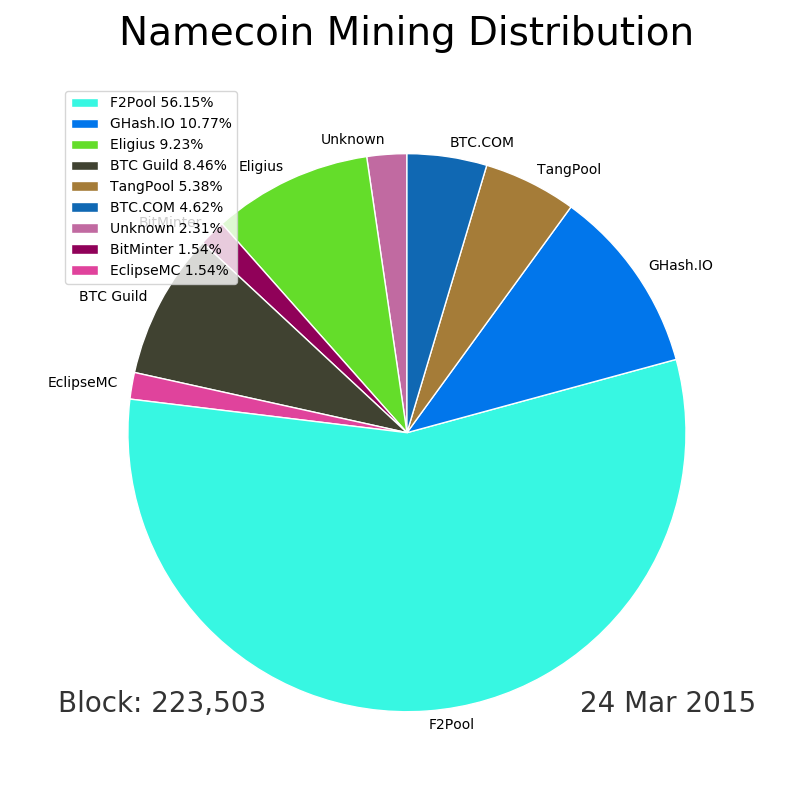 Namecoin Mining Distribution
F2Pool 56.15%
GHash.IO 10.77%
Eligius 9.23%
BTC Guild 8.46%
TangPool 5.38%
BTC.COM 4.62%
Unknown 2.31%
BitMinter 1.54%
EclipseMC 1.54%
Unknown
BTC.COM
Eligius
TangPool
BitMinter
GHash.IO
BTC Guild
EclipseMC
Block: 223,503
24 Mar 2015
F2Pool